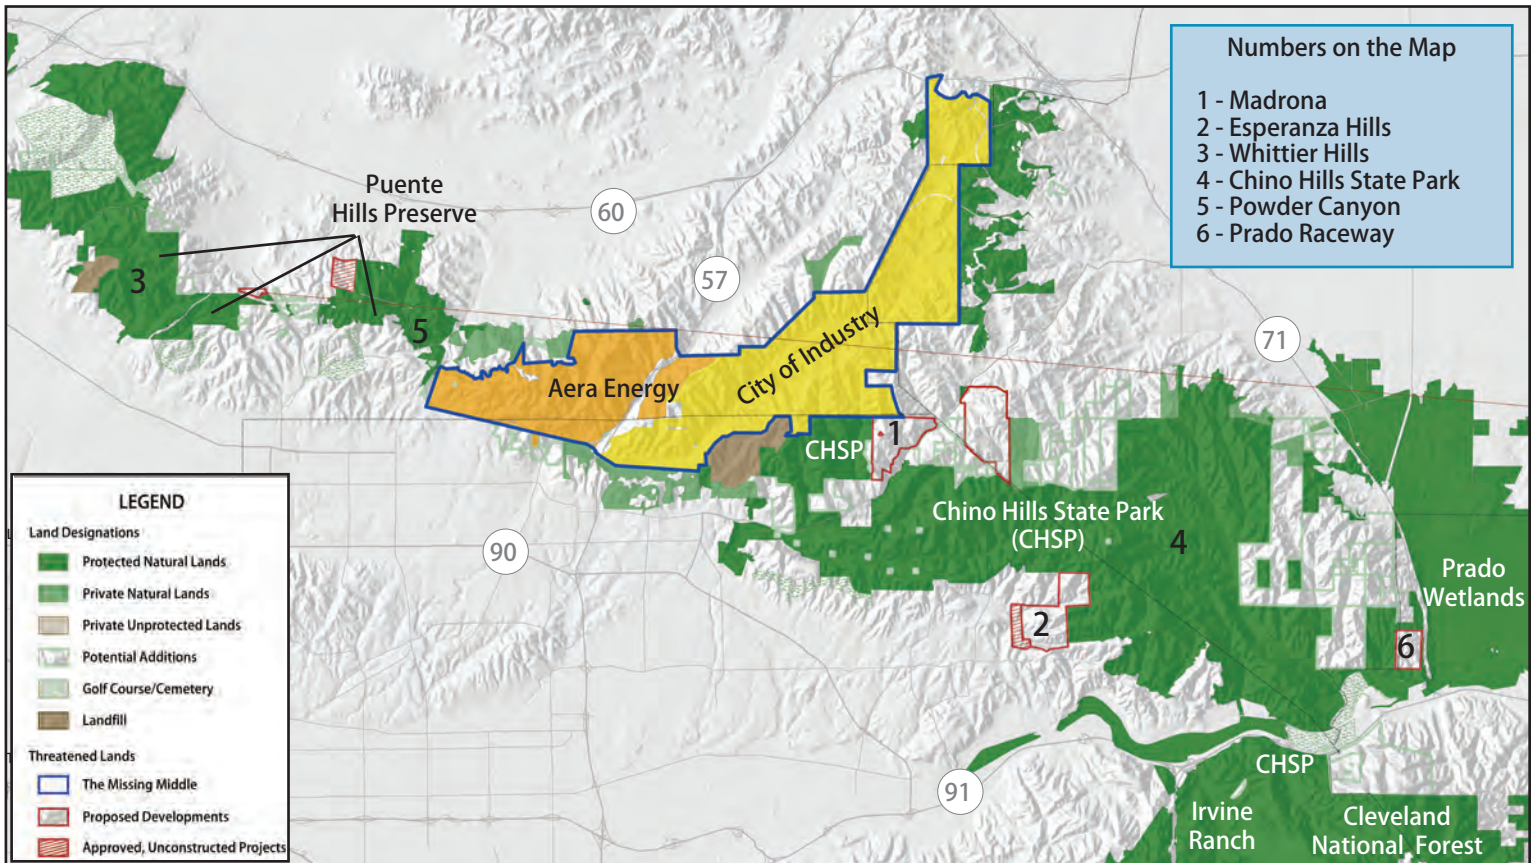 Numbers on the Map
1 - Madrona
2 - Esperanza Hills
3 - Whittier Hills
4 - Chino Hills State Park
5 - Powder Canyon
6 - Prado Raceway
Puente
Hills Preserve
60
57
71
3
5
Aera Energy
City of Industry
CHSP
1
Chino Hills State Park
(CHSP)
4
90
Prado
Wetlands
2
6
91
CHSP
Irvine
Ranch
Cleveland
National Forest
LEGEND
Land Designations
Protected Natural Lands
Private Natural Lands
Private Unprotected Lands
Potential Additions
Golf Course/Cemetery
Landfill
Threatened Lands
The Missing Middle
Proposed Developments
Approved, Unconstructed Projects